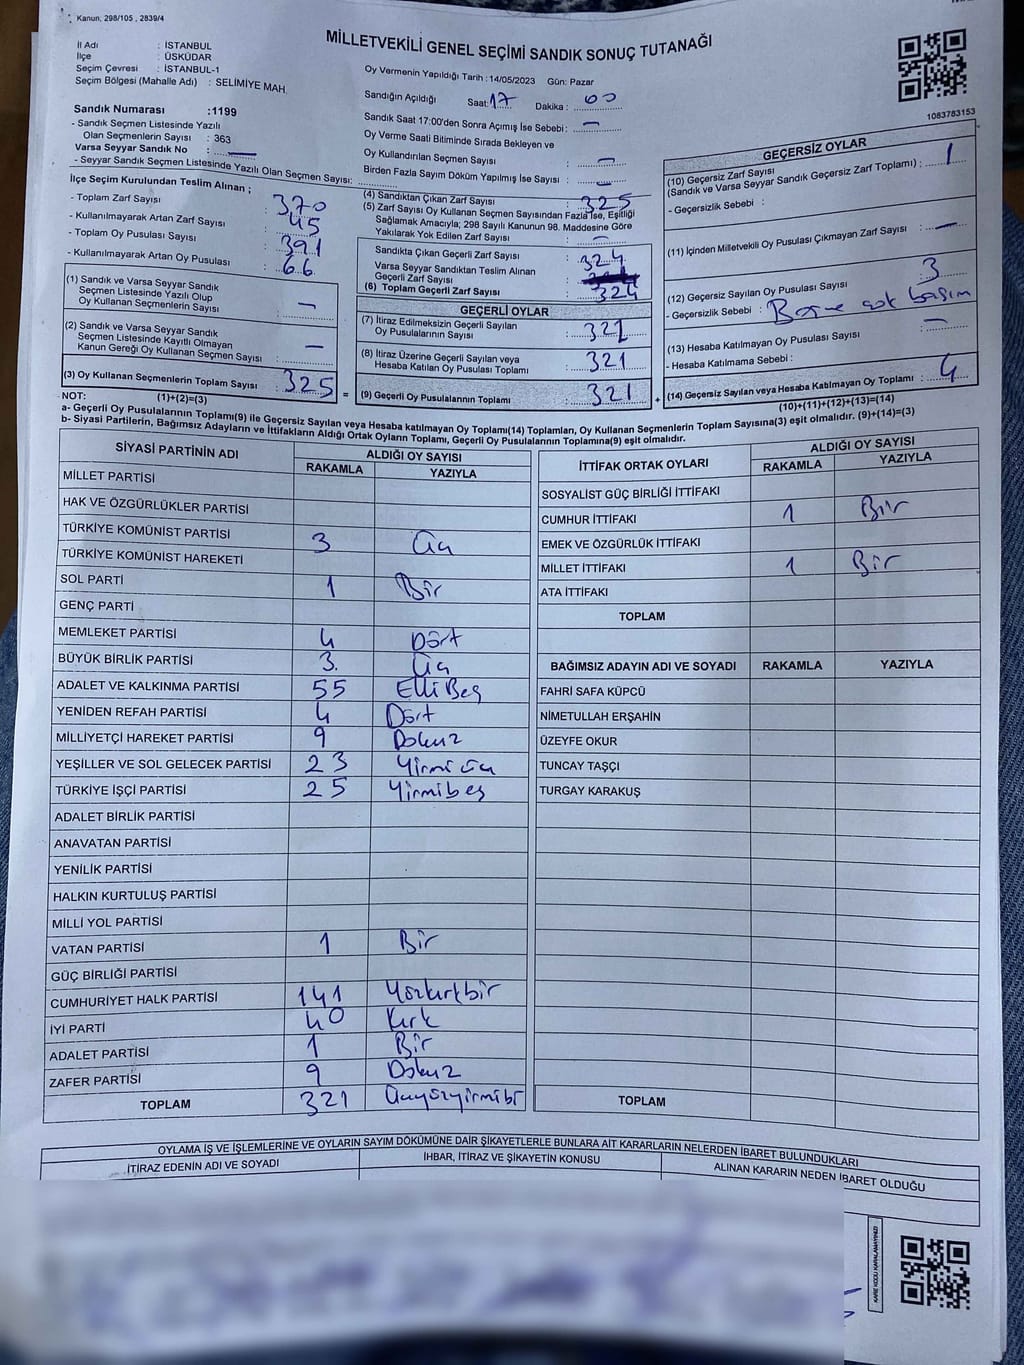 Kanun, 298/105 , 2839/4
MİLLETVEKİLİ GENEL SEÇİMİ SANDIK SONUÇ TUTANAĞI
İl Adı : İSTANBUL
İlçe : ÜSKÜDAR
Seçim Çevresi : İSTANBUL-1
Seçim Bölgesi (Mahalle Adı) : SELİMİYE MAH.
Sandık Numarası :1199
- Sandık Seçmen Listesinde Yazılı
Olan Seçmenlerin Sayısı : 363
Varsa Seyyar Sandık No : —
- Seyyar Sandık Seçmen Listesinde Yazılı Olan Seçmen Sayısı:
Oy Vermenin Yapıldığı Tarih :14/05/2023 Gün: Pazar
Sandığın Açıldığı Saat: 17 Dakika : 00
Sandık Saat 17:00'den Sonra Açımış İse Sebebi : —
Oy Verme Saati Bitiminde Sırada Bekleyen ve
Oy Kullandırılan Seçmen Sayısı : —
Birden Fazla Sayım Döküm Yapılmış İse Sayısı : —
1083783153
İlçe Seçim Kurulundan Teslim Alınan ;
- Toplam Zarf Sayısı : 370
- Kullanılmayarak Artan Zarf Sayısı : 45
- Toplam Oy Pusulası Sayısı : 391
- Kullanılmayarak Artan Oy Pusulası : 66
(1) Sandık ve Varsa Seyyar Sandık
Seçmen Listesinde Yazılı Olup
Oy Kullanan Seçmenlerin Sayısı : —
(2) Sandık ve Varsa Seyyar Sandık
Seçmen Listesinde Kayıtlı Olmayan
Kanun Gereği Oy Kullanan Seçmen Sayısı : —
(3) Oy Kullanan Seçmenlerin Toplam Sayısı : 325 =
(4) Sandıktan Çıkan Zarf Sayısı : 325
(5) Zarf Sayısı Oy Kullanan Seçmen Sayısından Fazla İse, Eşitliği
Sağlamak Amacıyla; 298 Sayılı Kanunun 98. Maddesine Göre
Yakılarak Yok Edilen Zarf Sayısı : —
Sandıkta Çıkan Geçerli Zarf Sayısı : 324
Varsa Seyyar Sandıktan Teslim Alınan
Geçerli Zarf Sayısı :
(6) Toplam Geçerli Zarf Sayısı : 324
GEÇERLİ OYLAR
(7) İtiraz Edilmeksizin Geçerli Sayılan
Oy Pusulalarının Sayısı : 321
(8) İtiraz Üzerine Geçerli Sayılan veya
Hesaba Katılan Oy Pusulası Toplamı : 321
(9) Geçerli Oy Pusulalarının Toplamı : 321 +
GEÇERSİZ OYLAR
(10) Geçersiz Zarf Sayısı
(Sandık ve Varsa Seyyar Sandık Geçersiz Zarf Toplamı) : 1
- Geçersizlik Sebebi :
(11) İçinden Milletvekili Oy Pusulası Çıkmayan Zarf Sayısı : —
(12) Geçersiz Sayılan Oy Pusulası Sayısı : 3
- Geçersizlik Sebebi :
(13) Hesaba Katılmayan Oy Pusulası Sayısı : —
- Hesaba Katılmama Sebebi :
(14) Geçersiz Sayılan veya Hesaba Katılmayan Oy Toplamı : 4
(10)+(11)+(12)+(13)=(14)
NOT: (1)+(2)=(3)
a- Geçerli Oy Pusulalarının Toplamı(9) ile Geçersiz Sayılan veya Hesaba katılmayan Oy Toplamı(14) Toplamları, Oy Kullanan Seçmenlerin Toplam Sayısına(3) eşit olmalıdır. (9)+(14)=(3)
b- Siyasi Partilerin, Bağımsız Adayların ve İttifakların Aldığı Ortak Oyların Toplamı, Geçerli Oy Pusulalarının Toplamına(9) eşit olmalıdır.
SİYASİ PARTİNİN ADI ALDIĞI OY SAYISI
RAKAMLA YAZIYLA
MİLLET PARTİSİ
HAK VE ÖZGÜRLÜKLER PARTİSİ
TÜRKİYE KOMÜNİST PARTİSİ 3 Üç
TÜRKİYE KOMÜNİST HAREKETİ
SOL PARTİ 1 Bir
GENÇ PARTİ
MEMLEKET PARTİSİ 4 Dört
BÜYÜK BİRLİK PARTİSİ 3. Üç
ADALET VE KALKINMA PARTİSİ 55 Elli Beş
YENİDEN REFAH PARTİSİ 4 Dört
MİLLİYETÇİ HAREKET PARTİSİ 9 Dokuz
YEŞİLLER VE SOL GELECEK PARTİSİ 23 Yirmi üç
TÜRKİYE İŞÇİ PARTİSİ 25 Yirmibeş
ADALET BİRLİK PARTİSİ
ANAVATAN PARTİSİ
YENİLİK PARTİSİ
HALKIN KURTULUŞ PARTİSİ
MİLLİ YOL PARTİSİ
VATAN PARTİSİ 1 Bir
GÜÇ BİRLİĞİ PARTİSİ
CUMHURİYET HALK PARTİSİ 141 Yüzkırkbir
İYİ PARTİ 40 Kırk
ADALET PARTİSİ 1 Bir
ZAFER PARTİSİ 9 Dokuz
TOPLAM 321 Üçyüzyirmibr
İTTİFAK ORTAK OYLARI ALDIĞI OY SAYISI
RAKAMLA YAZIYLA
SOSYALİST GÜÇ BİRLİĞİ İTTİFAKI
CUMHUR İTTİFAKI 1 Bir
EMEK VE ÖZGÜRLÜK İTTİFAKI
MİLLET İTTİFAKI 1 Bir
ATA İTTİFAKI
TOPLAM
BAĞIMSIZ ADAYIN ADI VE SOYADI RAKAMLA YAZIYLA
FAHRİ SAFA KÜPCÜ
NİMETULLAH ERŞAHİN
ÜZEYFE OKUR
TUNCAY TAŞÇI
TURGAY KARAKUŞ
TOPLAM
OYLAMA İŞ VE İŞLEMLERİNE VE OYLARIN SAYIM DÖKÜMÜNE DAİR ŞİKAYETLERLE BUNLARA AİT KARARLARIN NELERDEN İBARET BULUNDUKLARI
İTİRAZ EDENİN ADI VE SOYADI İHBAR, İTİRAZ VE ŞİKAYETİN KONUSU ALINAN KARARIN NEDEN İBARET OLDUĞU
KARE KODU KARALAMAYINIZ!